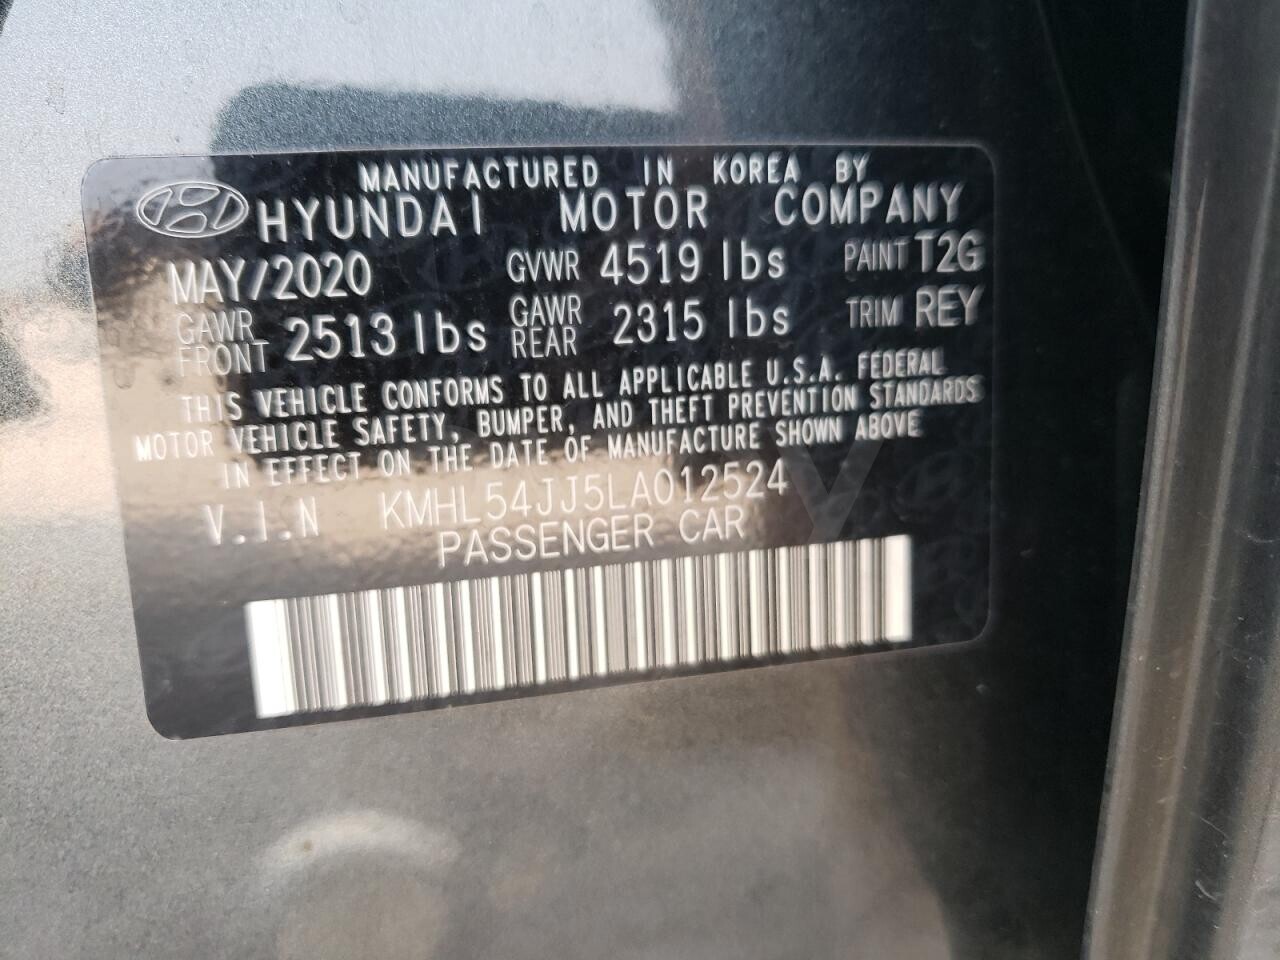 MANUFACTURED IN KOREA BY
HYUNDAI MOTOR COMPANY
MAY/2020 GVWR 4519 lbs PAINT T2G
GAWR FRONT 2513 lbs GAWR REAR 2315 lbs TRIM REY
THIS VEHICLE CONFORMS TO ALL APPLICABLE U.S.A. FEDERAL
MOTOR VEHICLE SAFETY, BUMPER, AND THEFT PREVENTION STANDARDS
IN EFFECT ON THE DATE OF MANUFACTURE SHOWN ABOVE
V.I.N KMHL54JJ5LA012524
PASSENGER CAR